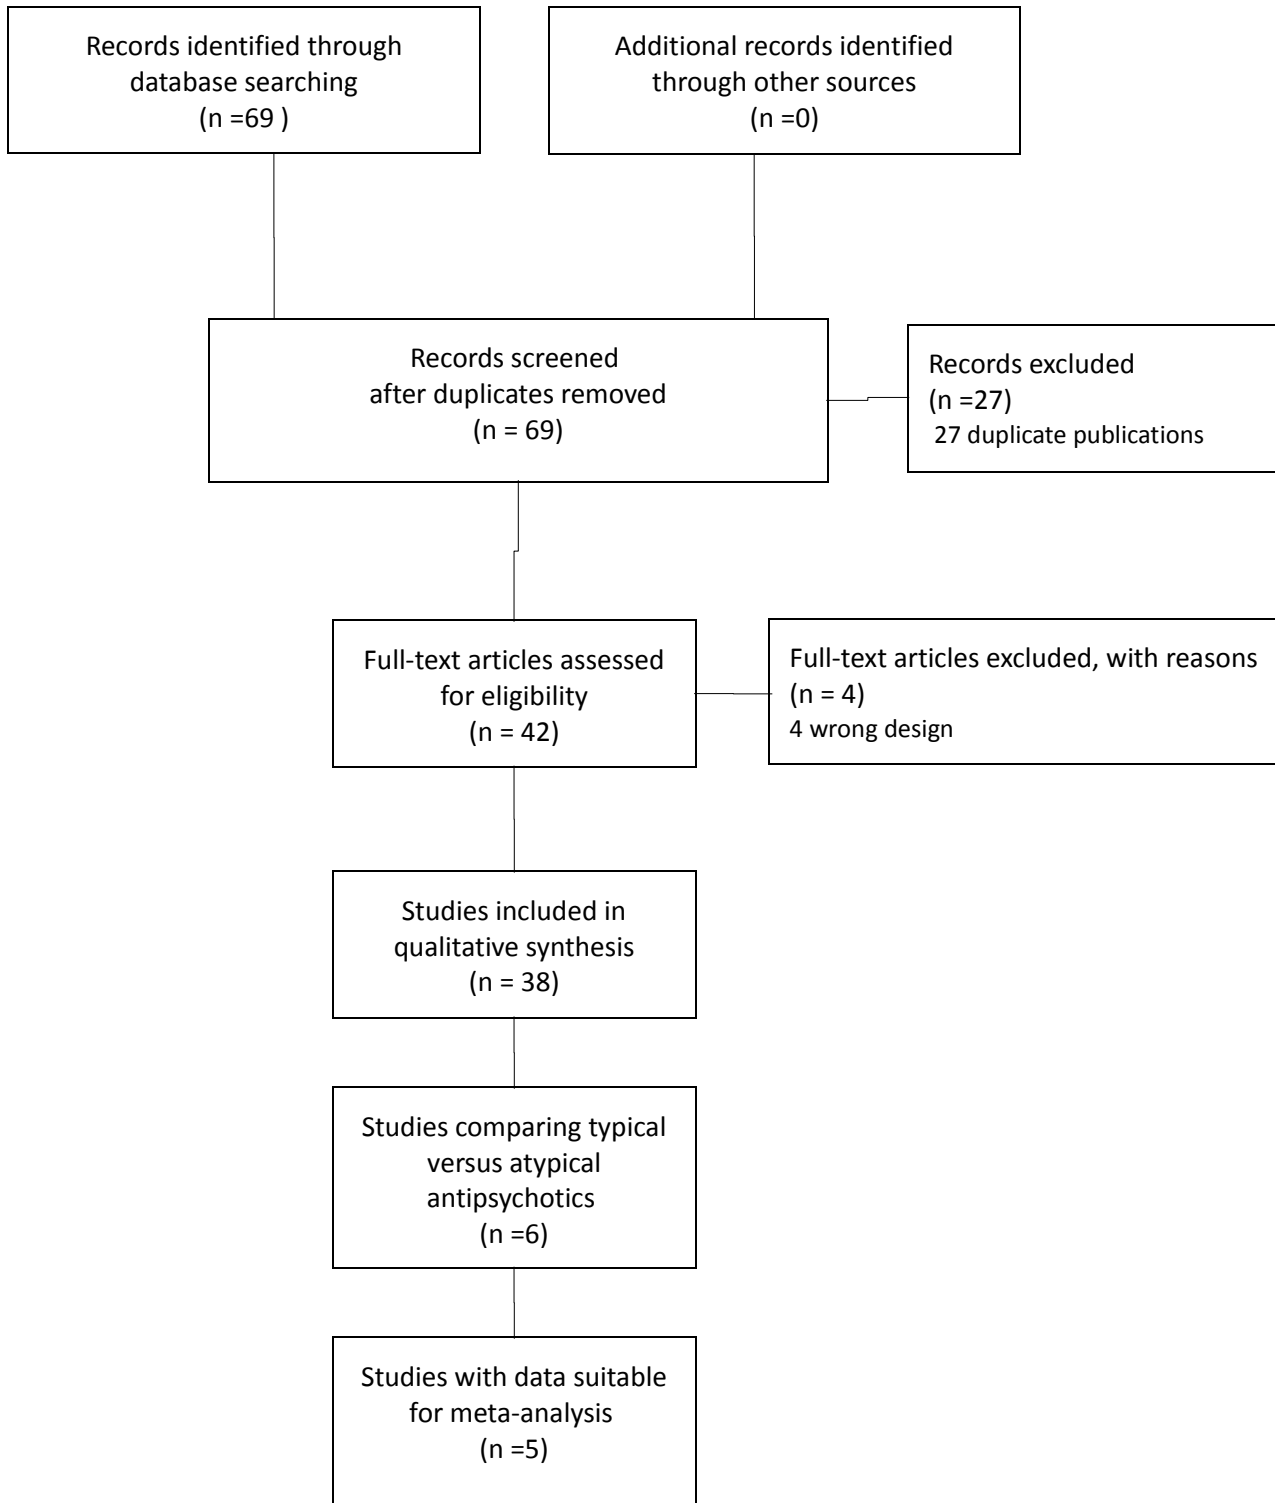 Records identified through
database searching
(n =69 )
Additional records identified
through other sources
(n =0)
Records screened
after duplicates removed
(n = 69)
Records excluded
(n =27)
27 duplicate publications
Full-text articles assessed
for eligibility
(n = 42)
Full-text articles excluded, with reasons
(n = 4)
4 wrong design
Studies included in
qualitative synthesis
(n = 38)
Studies comparing typical
versus atypical
antipsychotics
(n =6)
Studies with data suitable
for meta-analysis
(n =5)